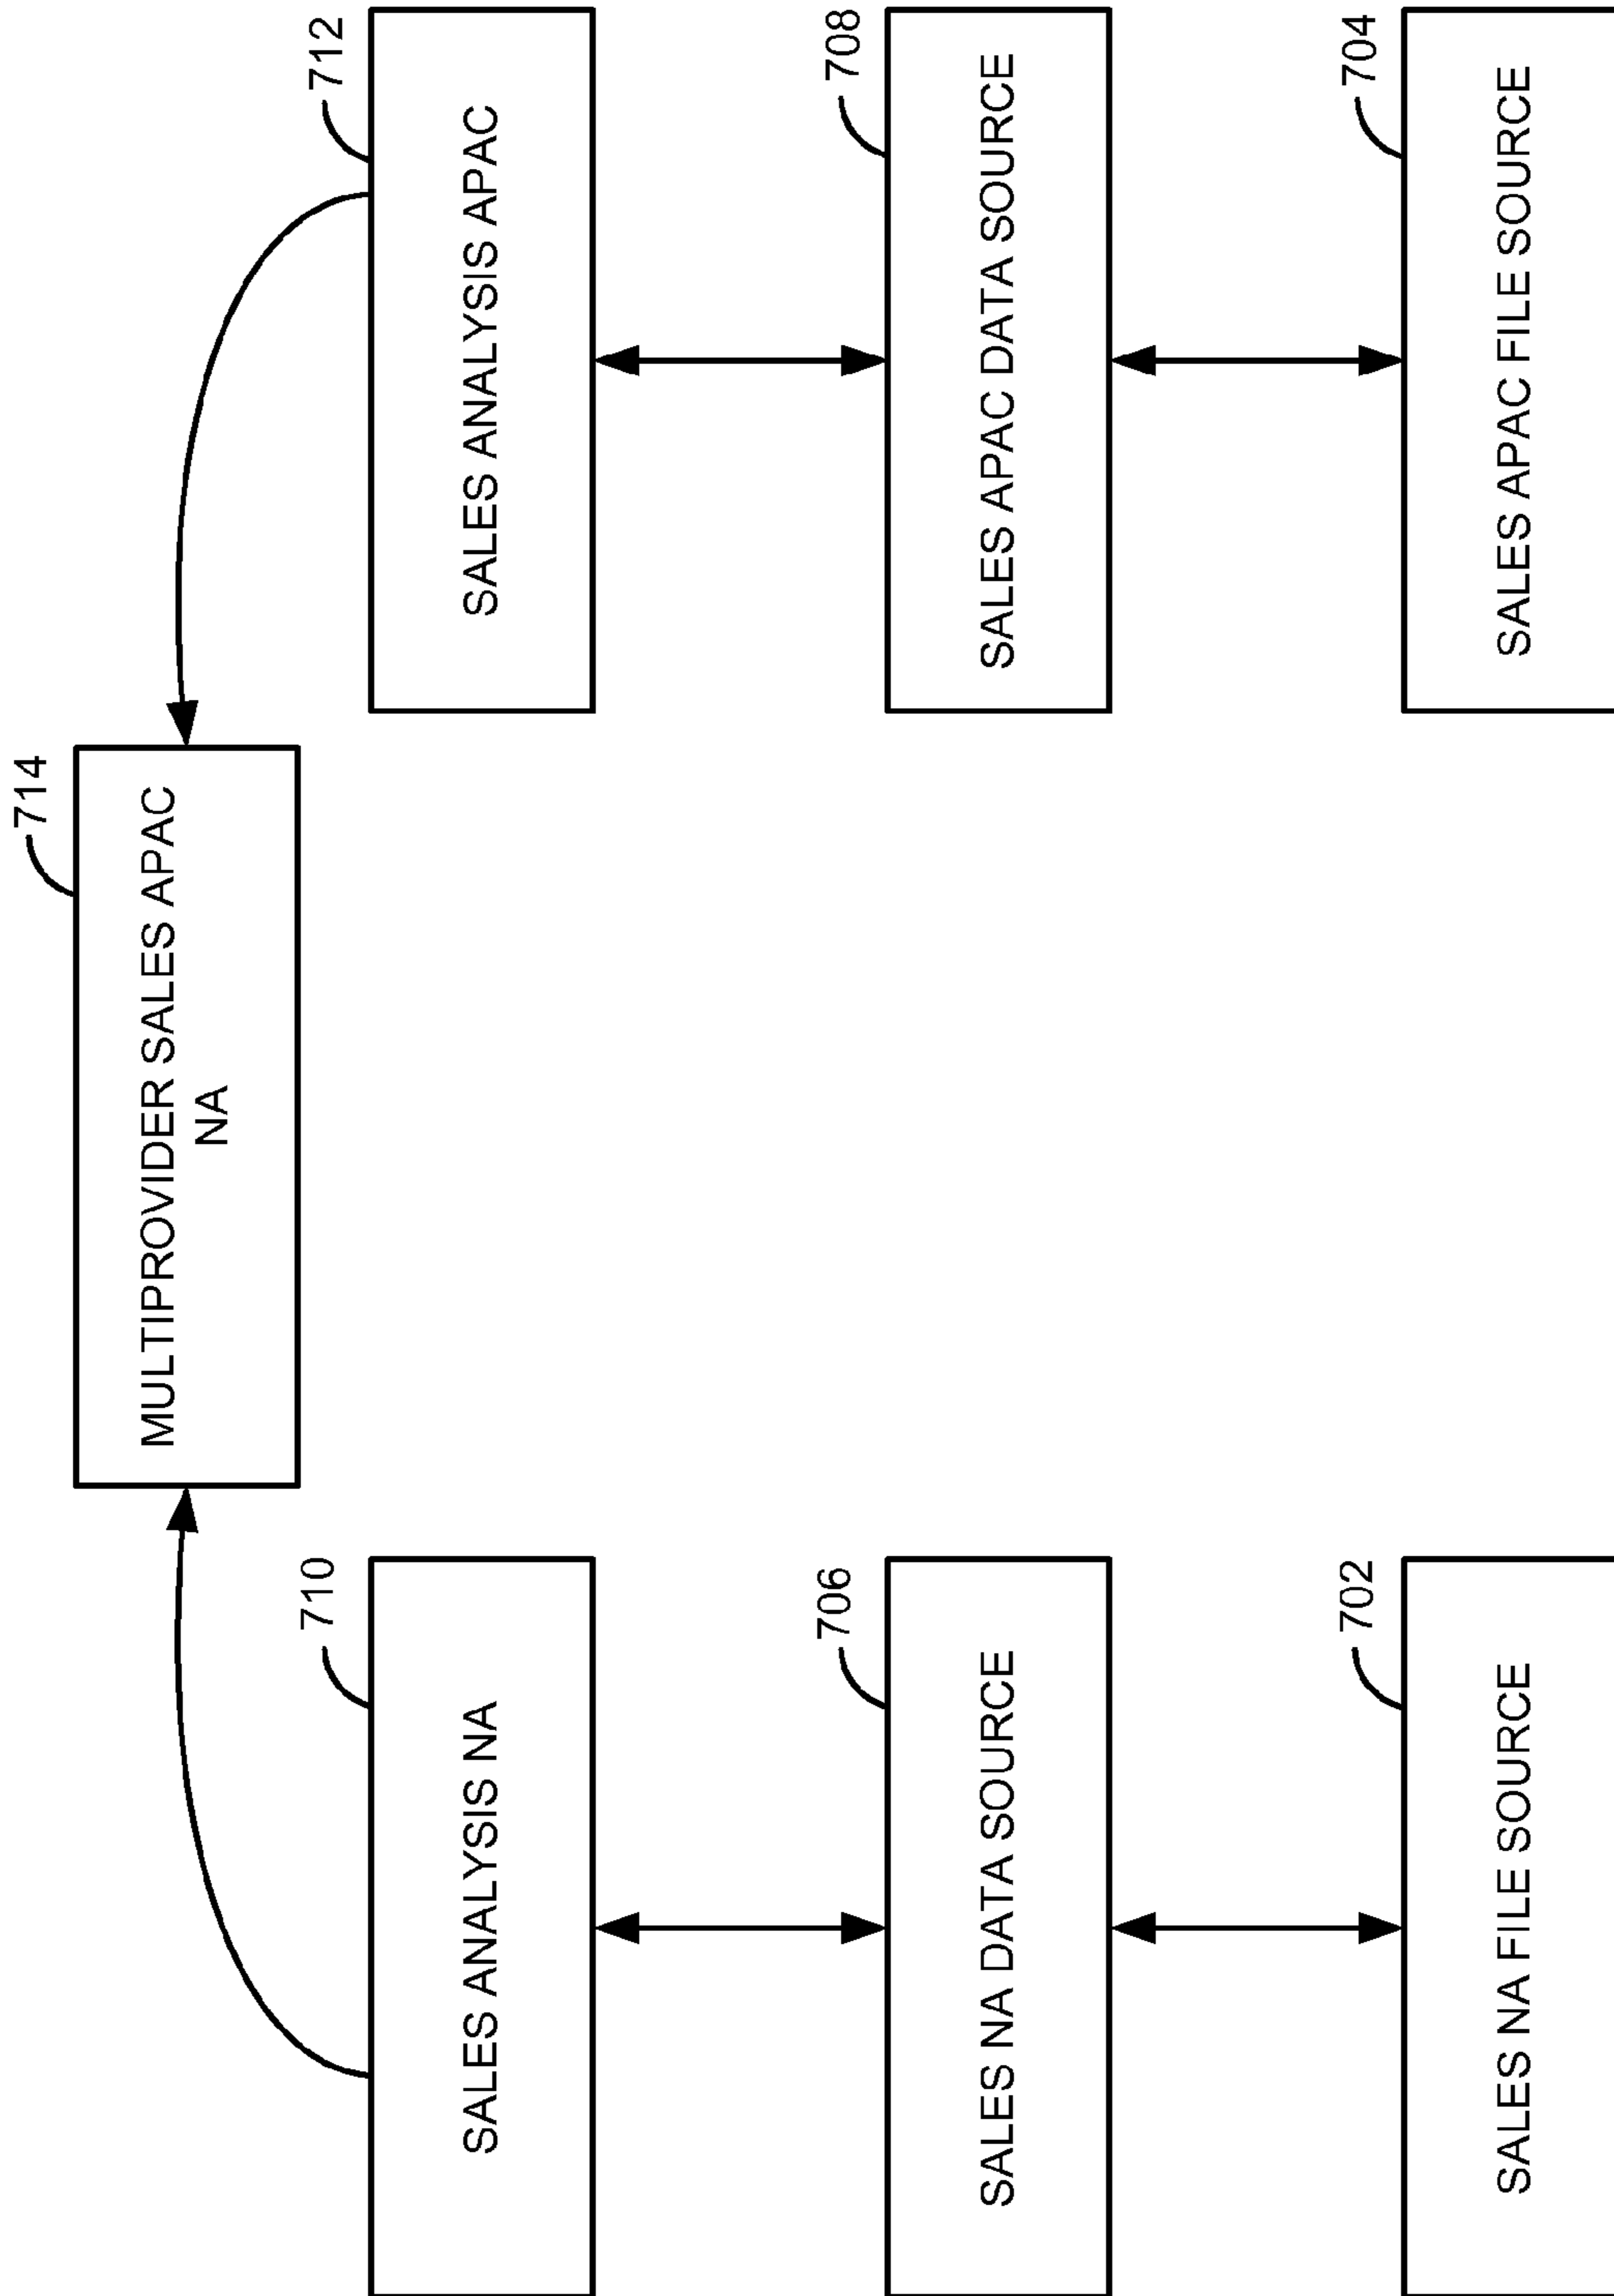 714
MULTIPROVIDER SALES APAC
NA
710
SALES ANALYSIS NA
712
SALES ANALYSIS APAC
706
SALES NA DATA SOURCE
708
SALES APAC DATA SOURCE
702
SALES NA FILE SOURCE
704
SALES APAC FILE SOURCE